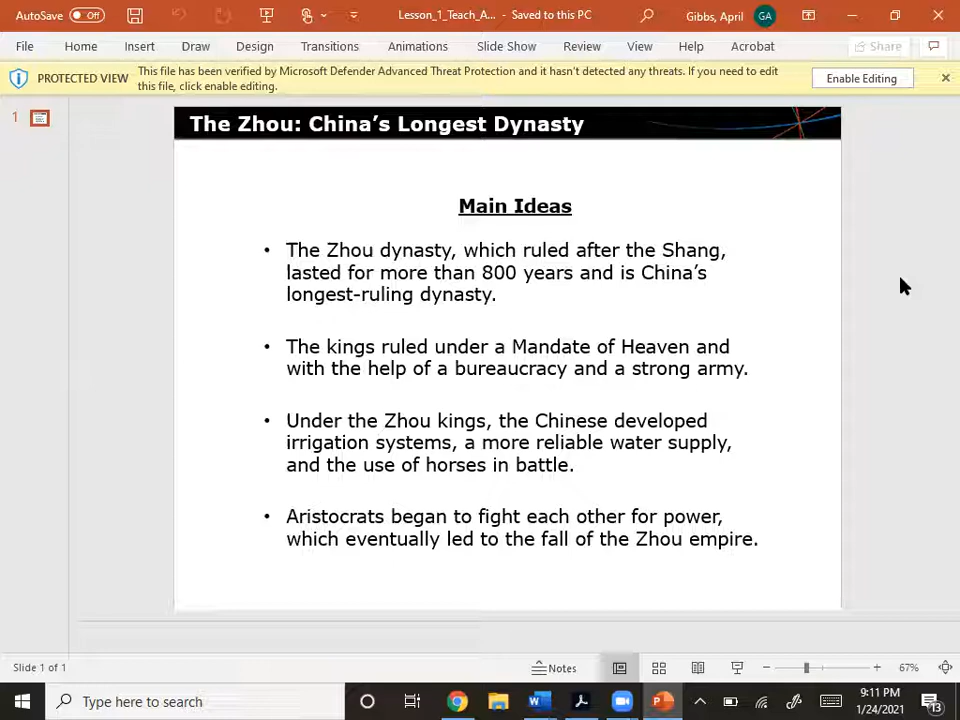 AutoSave Off Lesson_1_Teach_A... - Saved to this PC Gibbs, April GA
File Home Insert Draw Design Transitions Animations Slide Show Review View Help Acrobat Share
PROTECTED VIEW This file has been verified by Microsoft Defender Advanced Threat Protection and it hasn't detected any threats. If you need to edit
this file, click enable editing.
Enable Editing
1
The Zhou: China's Longest Dynasty
Main Ideas
• The Zhou dynasty, which ruled after the Shang,
lasted for more than 800 years and is China's
longest-ruling dynasty.
• The kings ruled under a Mandate of Heaven and
with the help of a bureaucracy and a strong army.
• Under the Zhou kings, the Chinese developed
irrigation systems, a more reliable water supply,
and the use of horses in battle.
• Aristocrats began to fight each other for power,
which eventually led to the fall of the Zhou empire.
Slide 1 of 1 Notes 67%
Type here to search
9:11 PM
1/24/2021
13